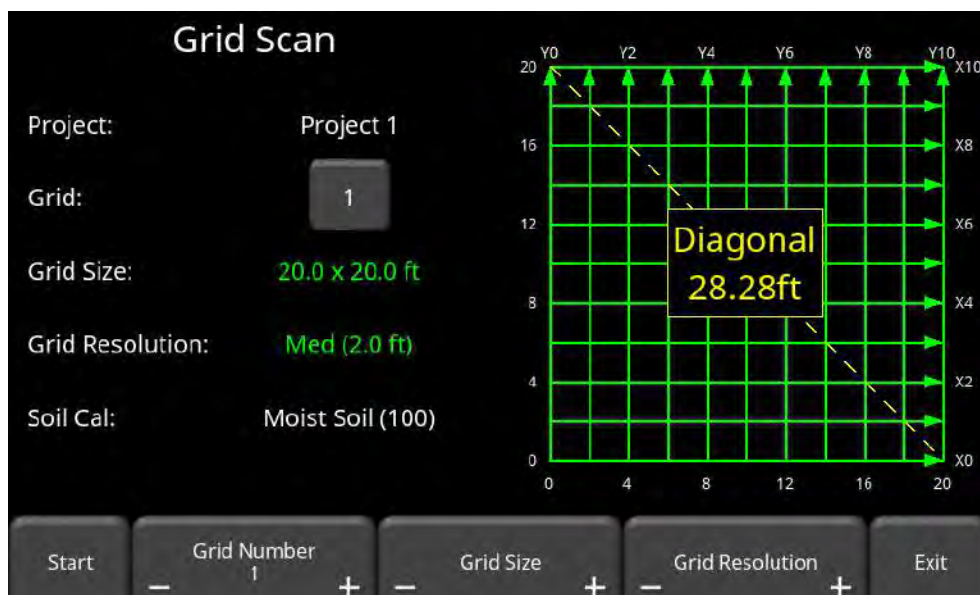 Grid Scan
Project: Project 1
Grid: 1
Grid Size: 20.0 x 20.0 ft
Grid Resolution: Med (2.0 ft)
Soil Cal: Moist Soil (100)
Y0 Y2 Y4 Y6 Y8 Y10
20 X10
16 X8
12 X6
Diagonal
28.28ft
8 X4
4 X2
0 X0
0 4 8 12 16 20
Start
Grid Number
1
- +
Grid Size
- +
Grid Resolution
- +
Exit